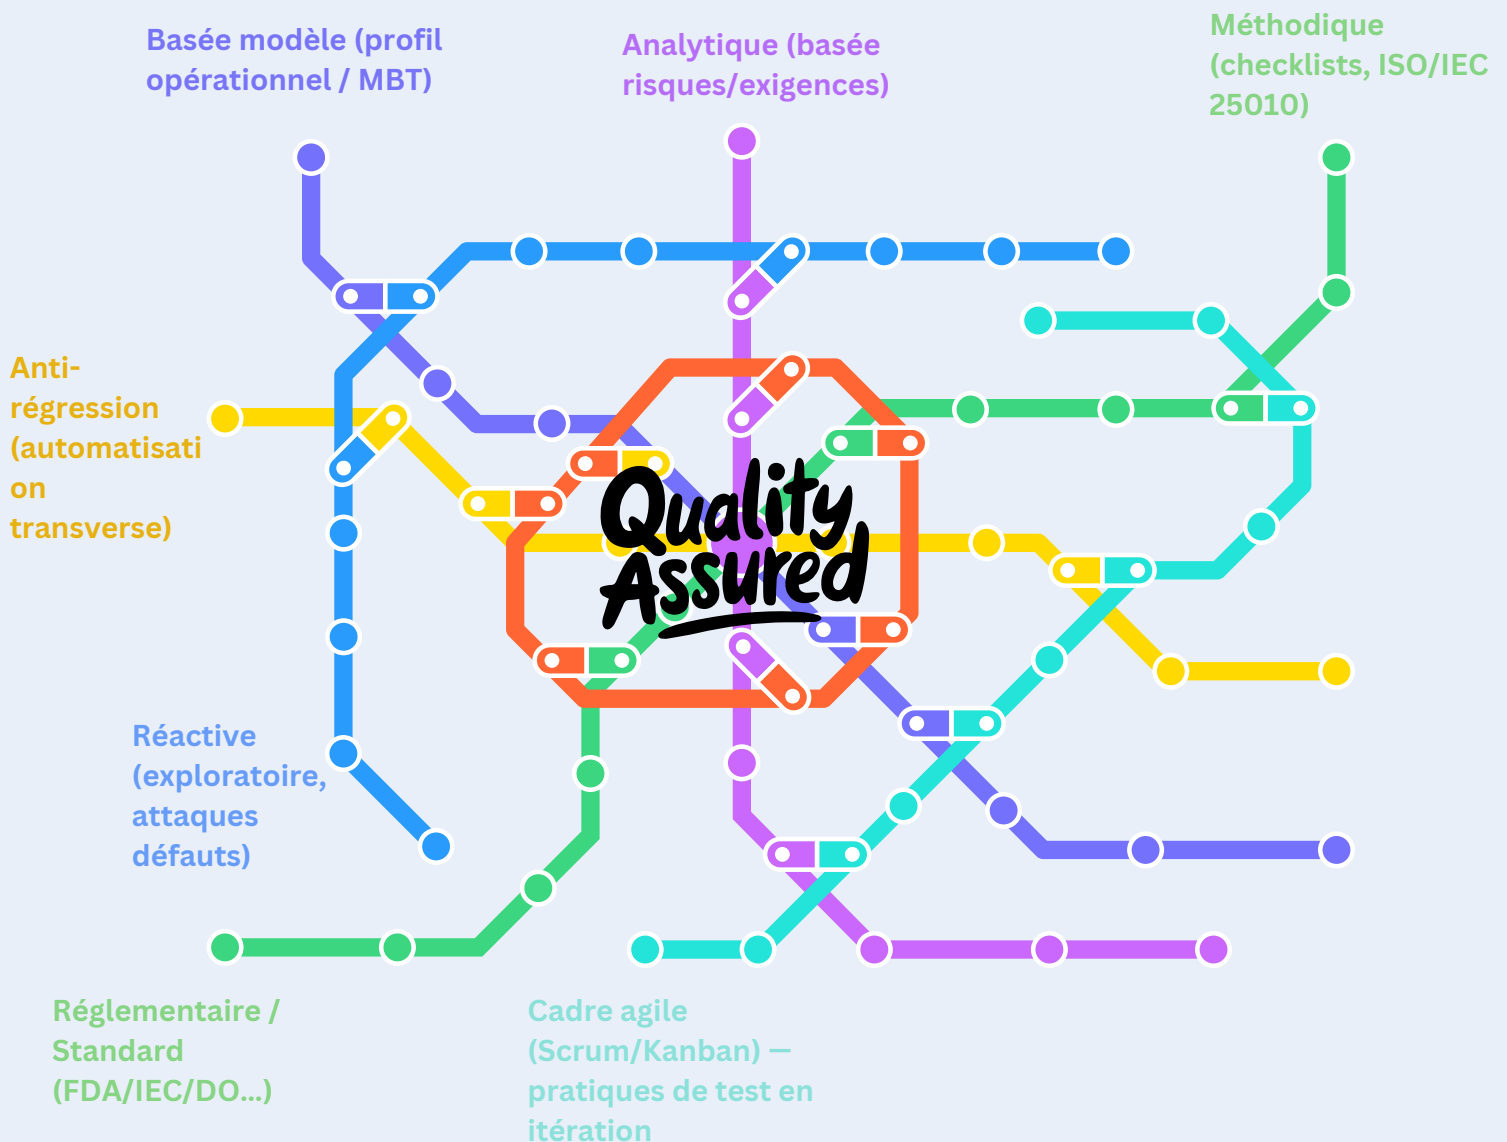 Basée modèle (profil
opérationnel / MBT)
Analytique (basée
risques/exigences)
Méthodique
(checklists, ISO/IEC
25010)
Anti-
régression
(automatisati
on
transverse)
Quality
Assured
Réactive
(exploratoire,
attaques
défauts)
Réglementaire /
Standard
(FDA/IEC/DO...)
Cadre agile
(Scrum/Kanban) —
pratiques de test en
itération